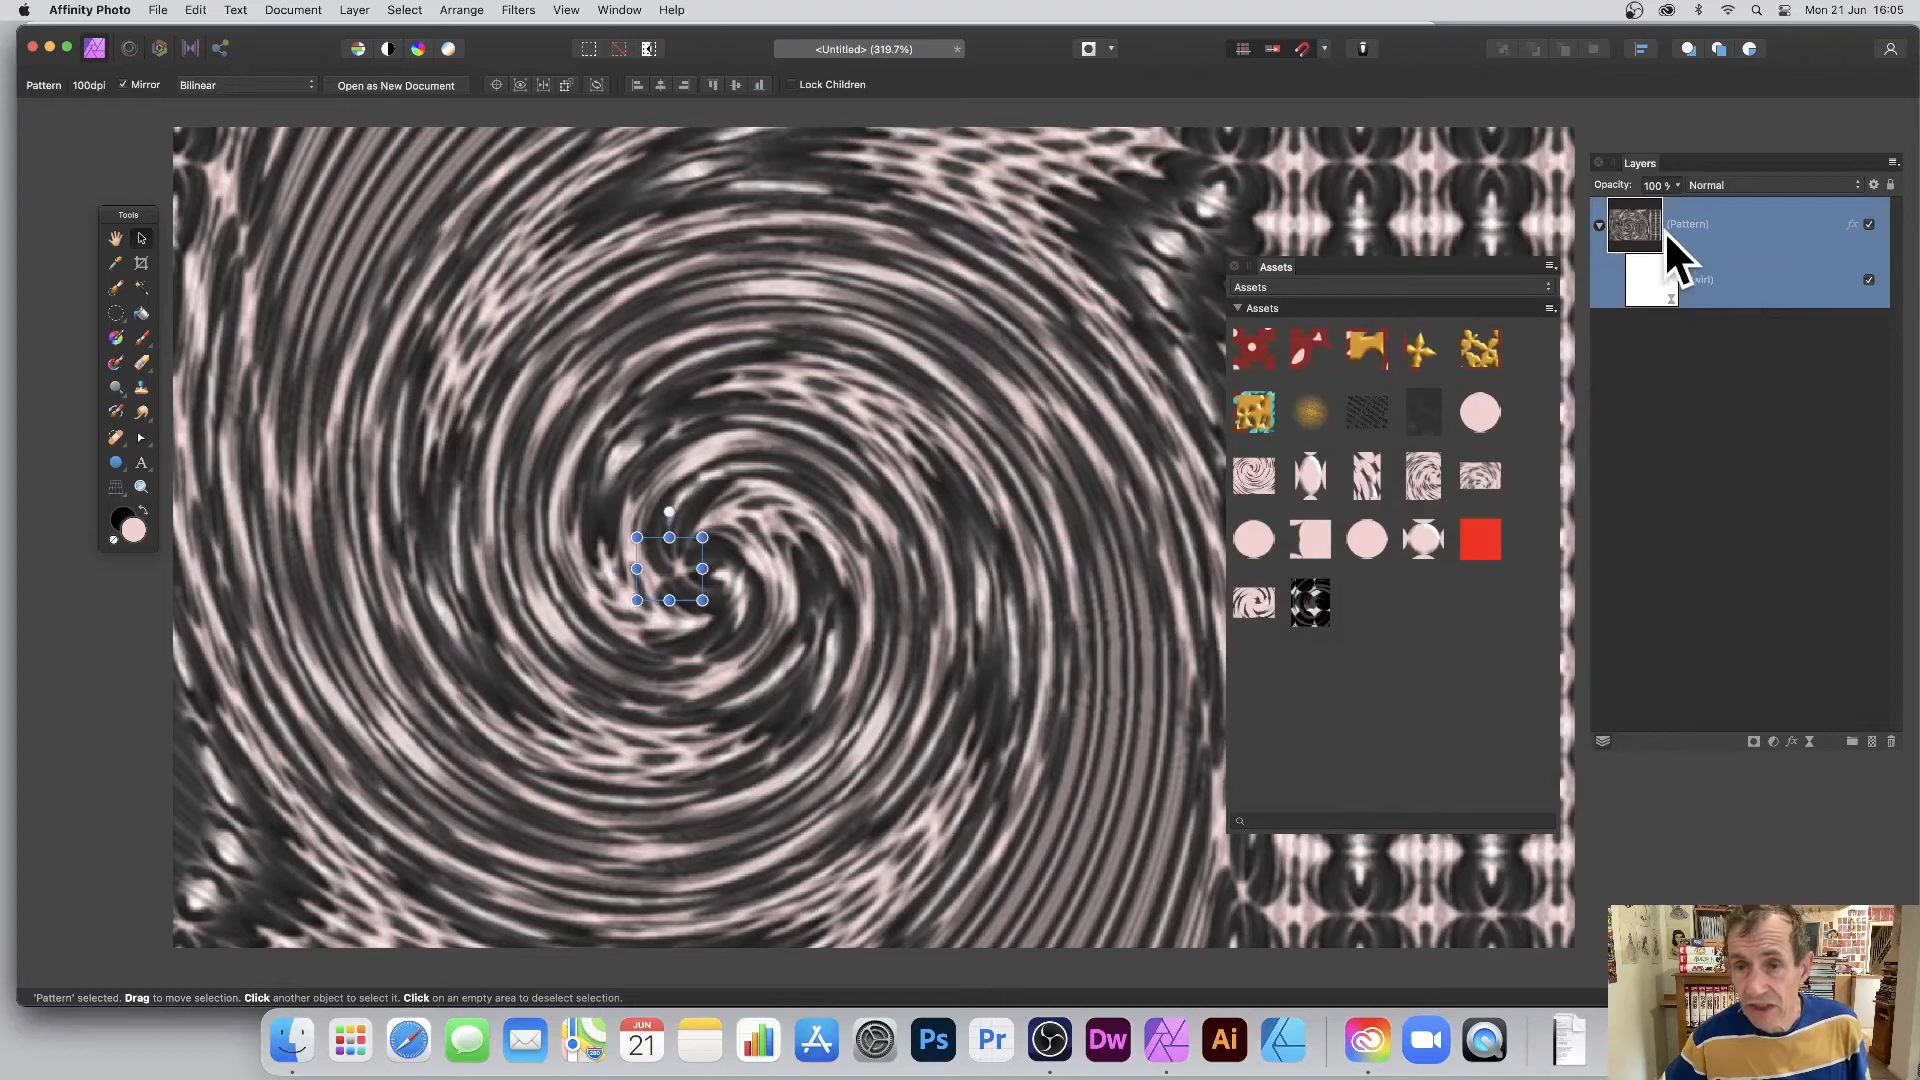 Affinity Photo File Edit Text Document Layer Select Arrange Filters View Window Help Mon 21 Jun 16:05
<Untitled> (319.7%)
Pattern 100dpi Mirror Bilinear Open as New Document Lock Children
Layers
Opacity: 100 % Normal
(Pattern)
Tools
Assets
Assets
Assets
A
'Pattern' selected. Drag to move selection. Click another object to select it. Click on an empty area to deselect selection.
JUN
21
280
Ps
Pr
Dw
Ai